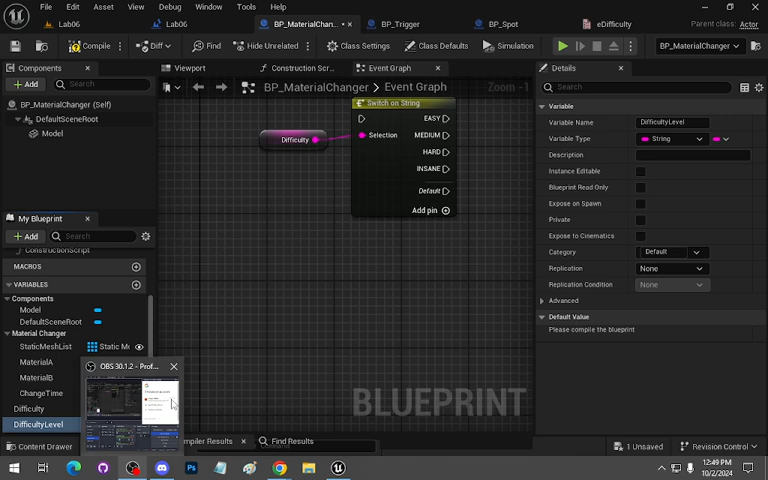 File Edit Asset View Debug Window Tools Help
Lab06 Lab06 BP_MaterialChan... BP_Trigger BP_Spot eDifficulty Parent class: Actor
Compile Diff Find Hide Unrelated Class Settings Class Defaults Simulation BP_MaterialChanger
Components Viewport Construction Scr... Event Graph Details
Add Search BP_MaterialChanger > Event Graph Zoom -1 Search
BP_MaterialChanger (Self) Switch on String Variable
DefaultSceneRoot EASY Variable Name DifficultyLevel
Model Difficulty Selection MEDIUM Variable Type String
HARD Description
INSANE Instance Editable
Default Blueprint Read Only
Add pin Expose on Spawn
My Blueprint Private
Add Search Expose to Cinematics
ConstructionScript Category Default
MACROS Replication None
VARIABLES Replication Condition None
Components Advanced
Model Default Value
DefaultSceneRoot Please compile the blueprint
Material Changer
StaticMeshList Static Me
MaterialA OBS 30.1.2 - Prof...
MaterialB
ChangeTime
Difficulty BLUEPRINT
DifficultyLevel
Content Drawer mpiler Results Find Results 1 Unsaved Revision Control
12:49 PM
10/2/2024